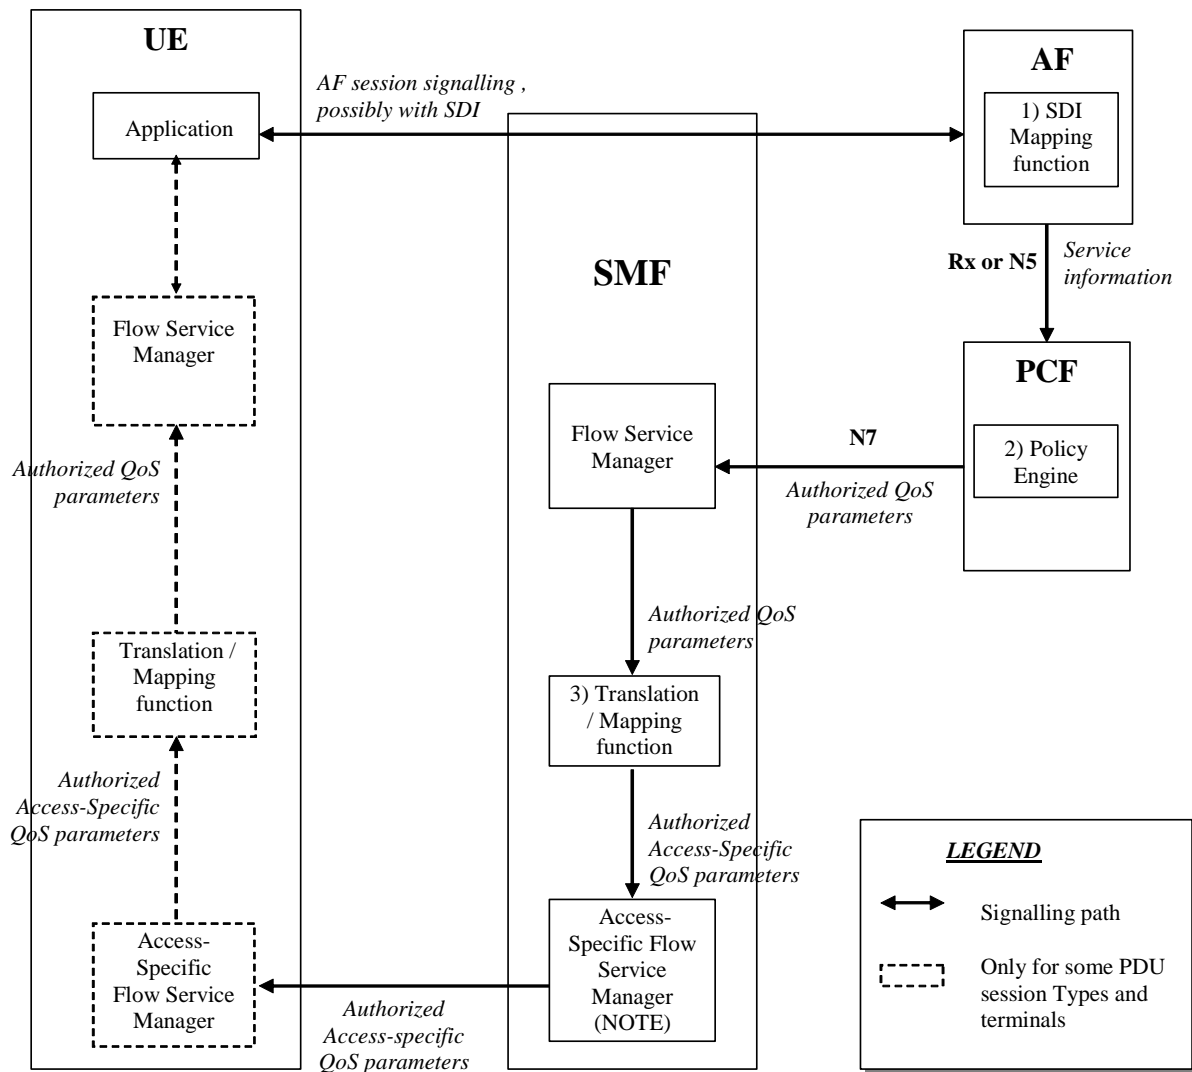 UE
AF
AF session signalling ,
possibly with SDI
Application
1) SDI
Mapping
function
SMF
Rx or N5
Service
information
Flow Service
Manager
PCF
Flow Service
Manager
N7
2) Policy
Engine
Authorized QoS
parameters
Authorized QoS
parameters
Authorized QoS
parameters
Translation /
Mapping
function
3) Translation
/ Mapping
function
Authorized
Access-Specific
QoS parameters
Authorized
Access-Specific
QoS parameters
LEGEND
Signalling path
Only for some PDU
session Types and
terminals
Access-
Specific
Flow Service
Manager
Access-
Specific Flow
Service
Manager
(NOTE)
Authorized
Access-specific
QoS parameters